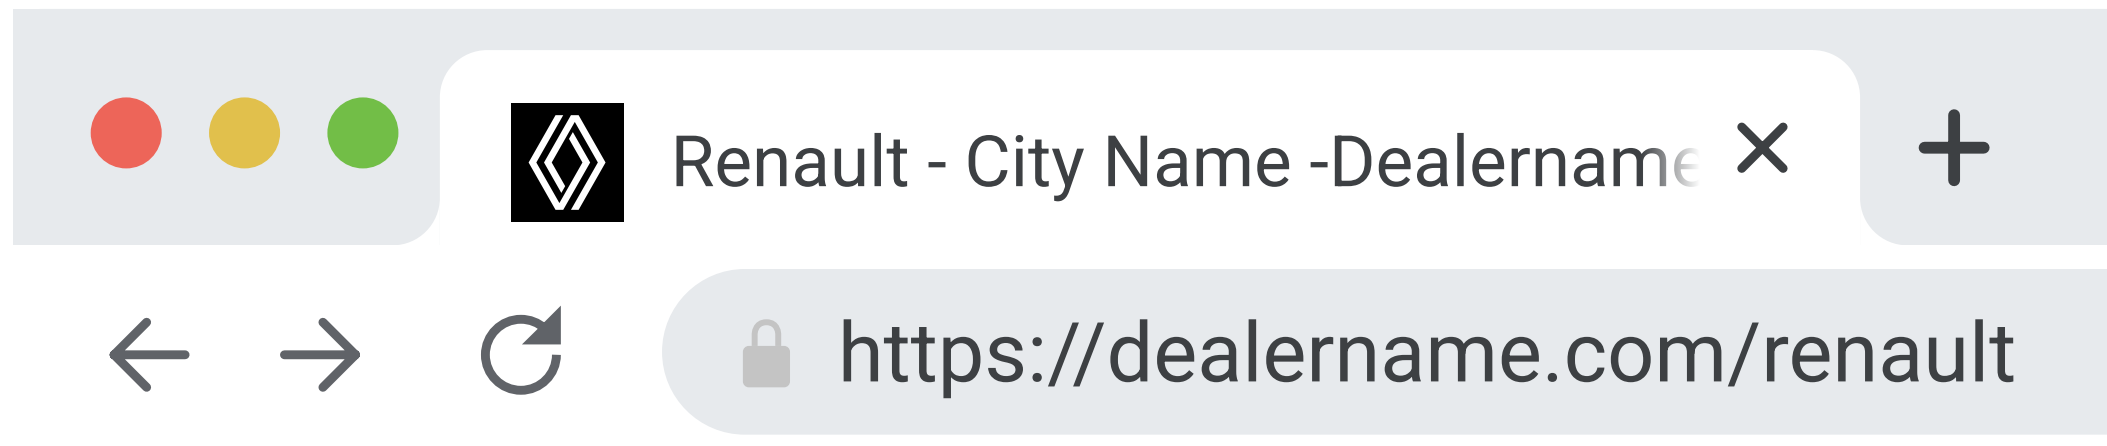 Renault - City Name -Dealername
https://dealername.com/renault